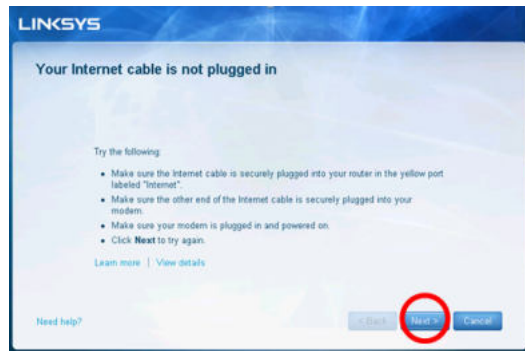 LINKSYS
Your Internet cable is not plugged in
Try the following:
• Make sure the Internet cable is securely plugged into your router in the yellow port
labeled "Internet".
• Make sure the other end of the Internet cable is securely plugged into your
modem.
• Make sure your modem is plugged in and powered on.
• Click Next to try again.
Learn more | View details
Need help? < Back Next > Cancel